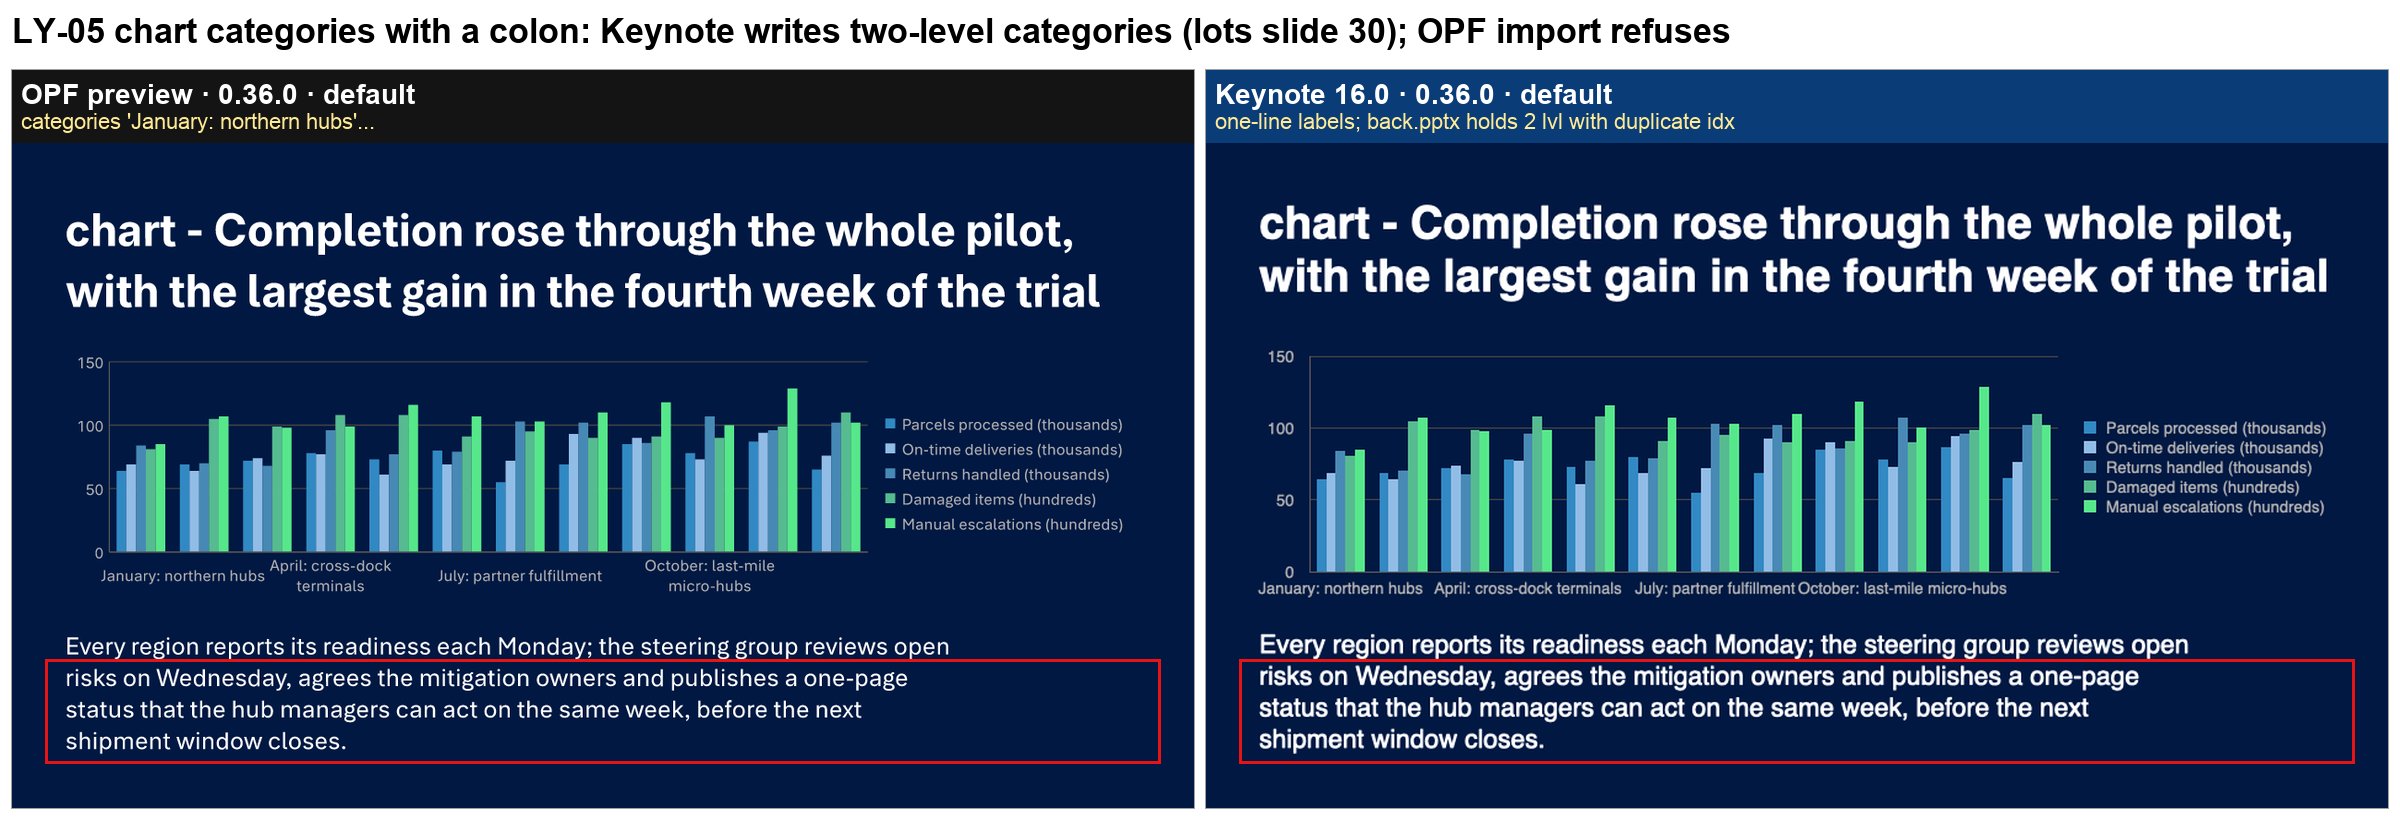 LY-05 chart categories with a colon: Keynote writes two-level categories (lots slide 30); OPF import refuses
OPF preview · 0.36.0 · default
categories 'January: northern hubs'...
chart - Completion rose through the whole pilot,
with the largest gain in the fourth week of the trial
150
100
50
0
January: northern hubs
April: cross-dock
terminals
July: partner fulfillment
October: last-mile
micro-hubs
Parcels processed (thousands)
On-time deliveries (thousands)
Returns handled (thousands)
Damaged items (hundreds)
Manual escalations (hundreds)
Every region reports its readiness each Monday; the steering group reviews open
risks on Wednesday, agrees the mitigation owners and publishes a one-page
status that the hub managers can act on the same week, before the next
shipment window closes.
Keynote 16.0 · 0.36.0 · default
one-line labels; back.pptx holds 2 lvl with duplicate idx
chart - Completion rose through the whole pilot,
with the largest gain in the fourth week of the trial
150
100
50
0
January: northern hubs
April: cross-dock terminals
July: partner fulfillment
October: last-mile micro-hubs
Parcels processed (thousands)
On-time deliveries (thousands)
Returns handled (thousands)
Damaged items (hundreds)
Manual escalations (hundreds)
Every region reports its readiness each Monday; the steering group reviews open
risks on Wednesday, agrees the mitigation owners and publishes a one-page
status that the hub managers can act on the same week, before the next
shipment window closes.